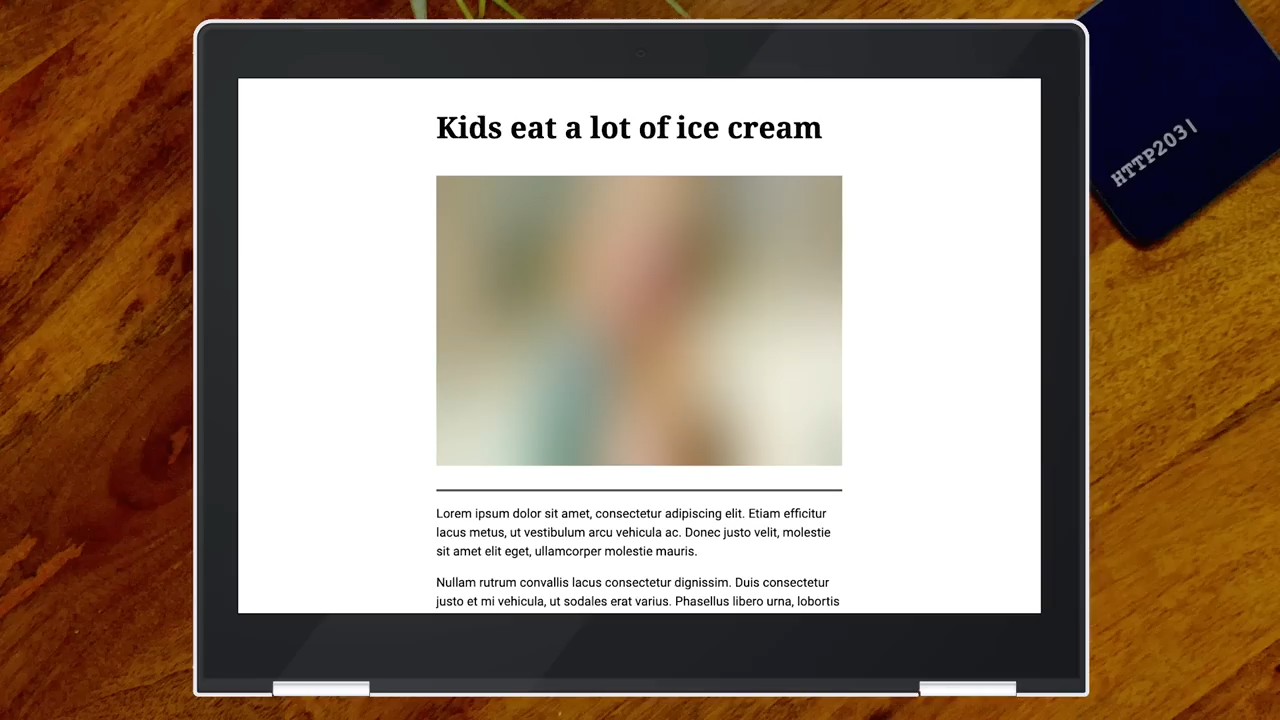 Kids eat a lot of ice cream
HTTP203|
Lorem ipsum dolor sit amet, consectetur adipiscing elit. Etiam efficitur
lacus metus, ut vestibulum arcu vehicula ac. Donec justo velit, molestie
sit amet elit eget, ullamcorper molestie mauris.
Nullam rutrum convallis lacus consectetur dignissim. Duis consectetur
justo et mi vehicula, ut sodales erat varius. Phasellus libero urna, lobortis